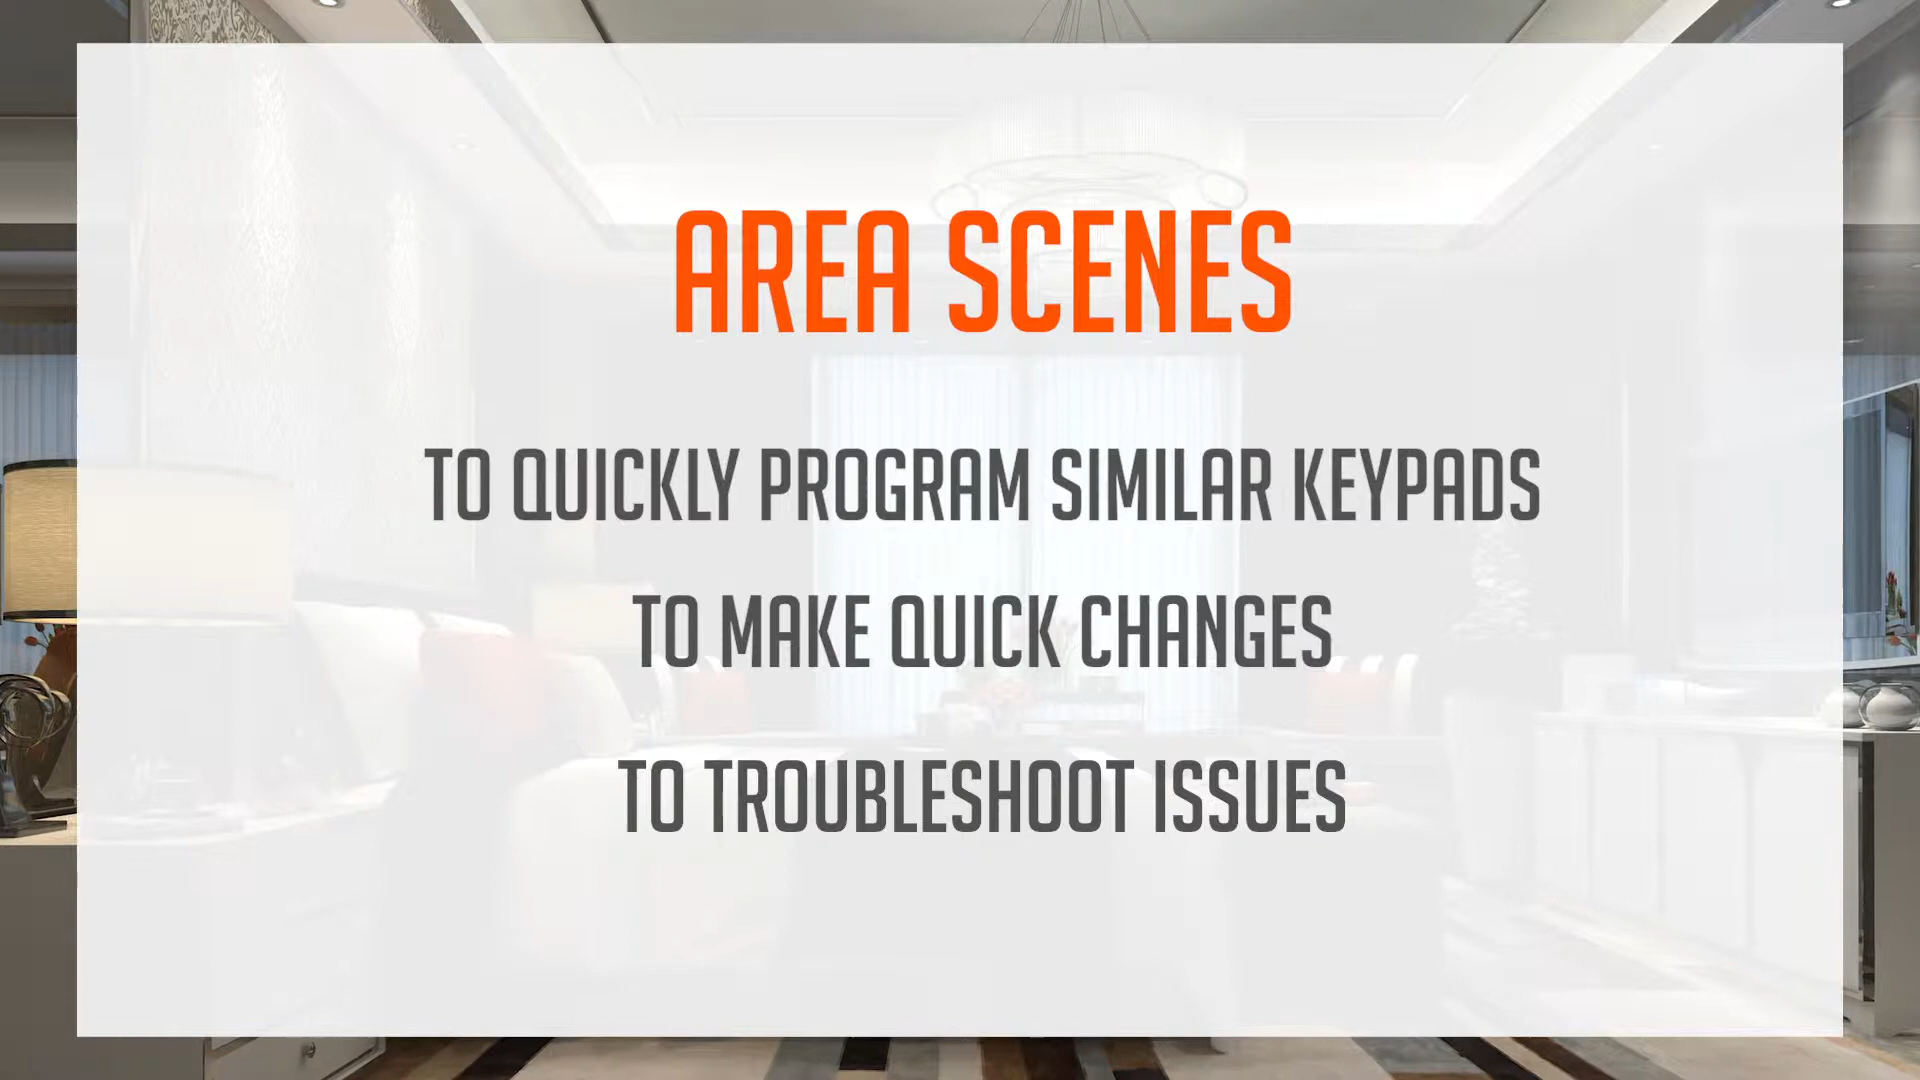 AREA SCENES
TO QUICKLY PROGRAM SIMILAR KEYPADS
TO MAKE QUICK CHANGES
TO TROUBLESHOOT ISSUES